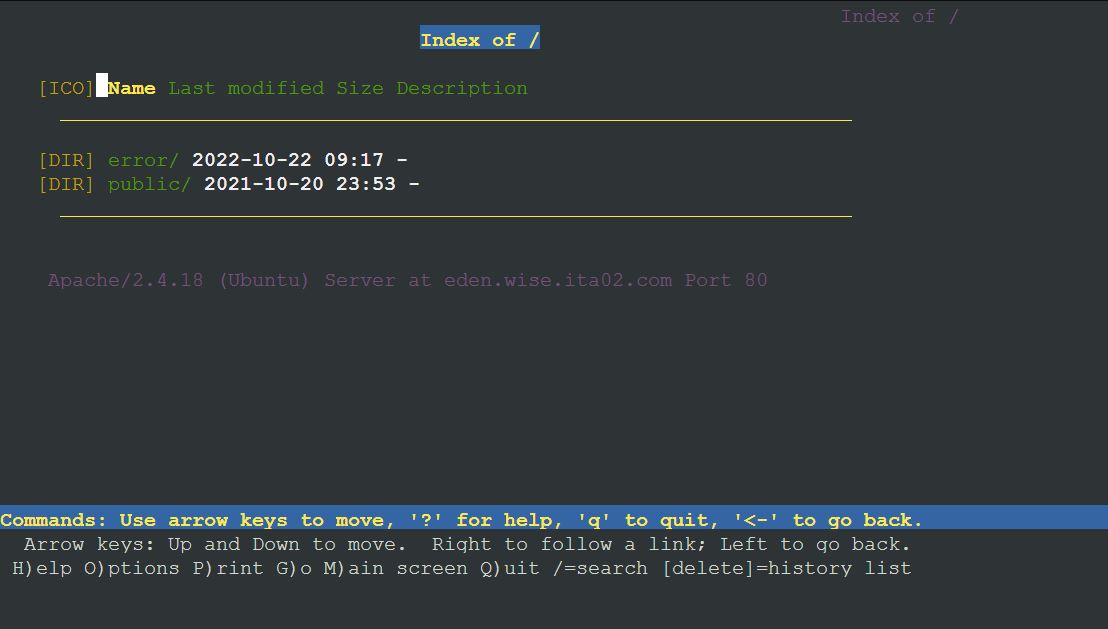 Index of /
Index of /
[ICO] Name Last modified Size Description
[DIR] error/ 2022-10-22 09:17 -
[DIR] public/ 2021-10-20 23:53 -
Apache/2.4.18 (Ubuntu) Server at eden.wise.ita02.com Port 80
Commands: Use arrow keys to move, '?' for help, 'q' to quit, '<-' to go back.
Arrow keys: Up and Down to move. Right to follow a link; Left to go back.
H)elp O)ptions P)rint G)o M)ain screen Q)uit /=search [delete]=history list